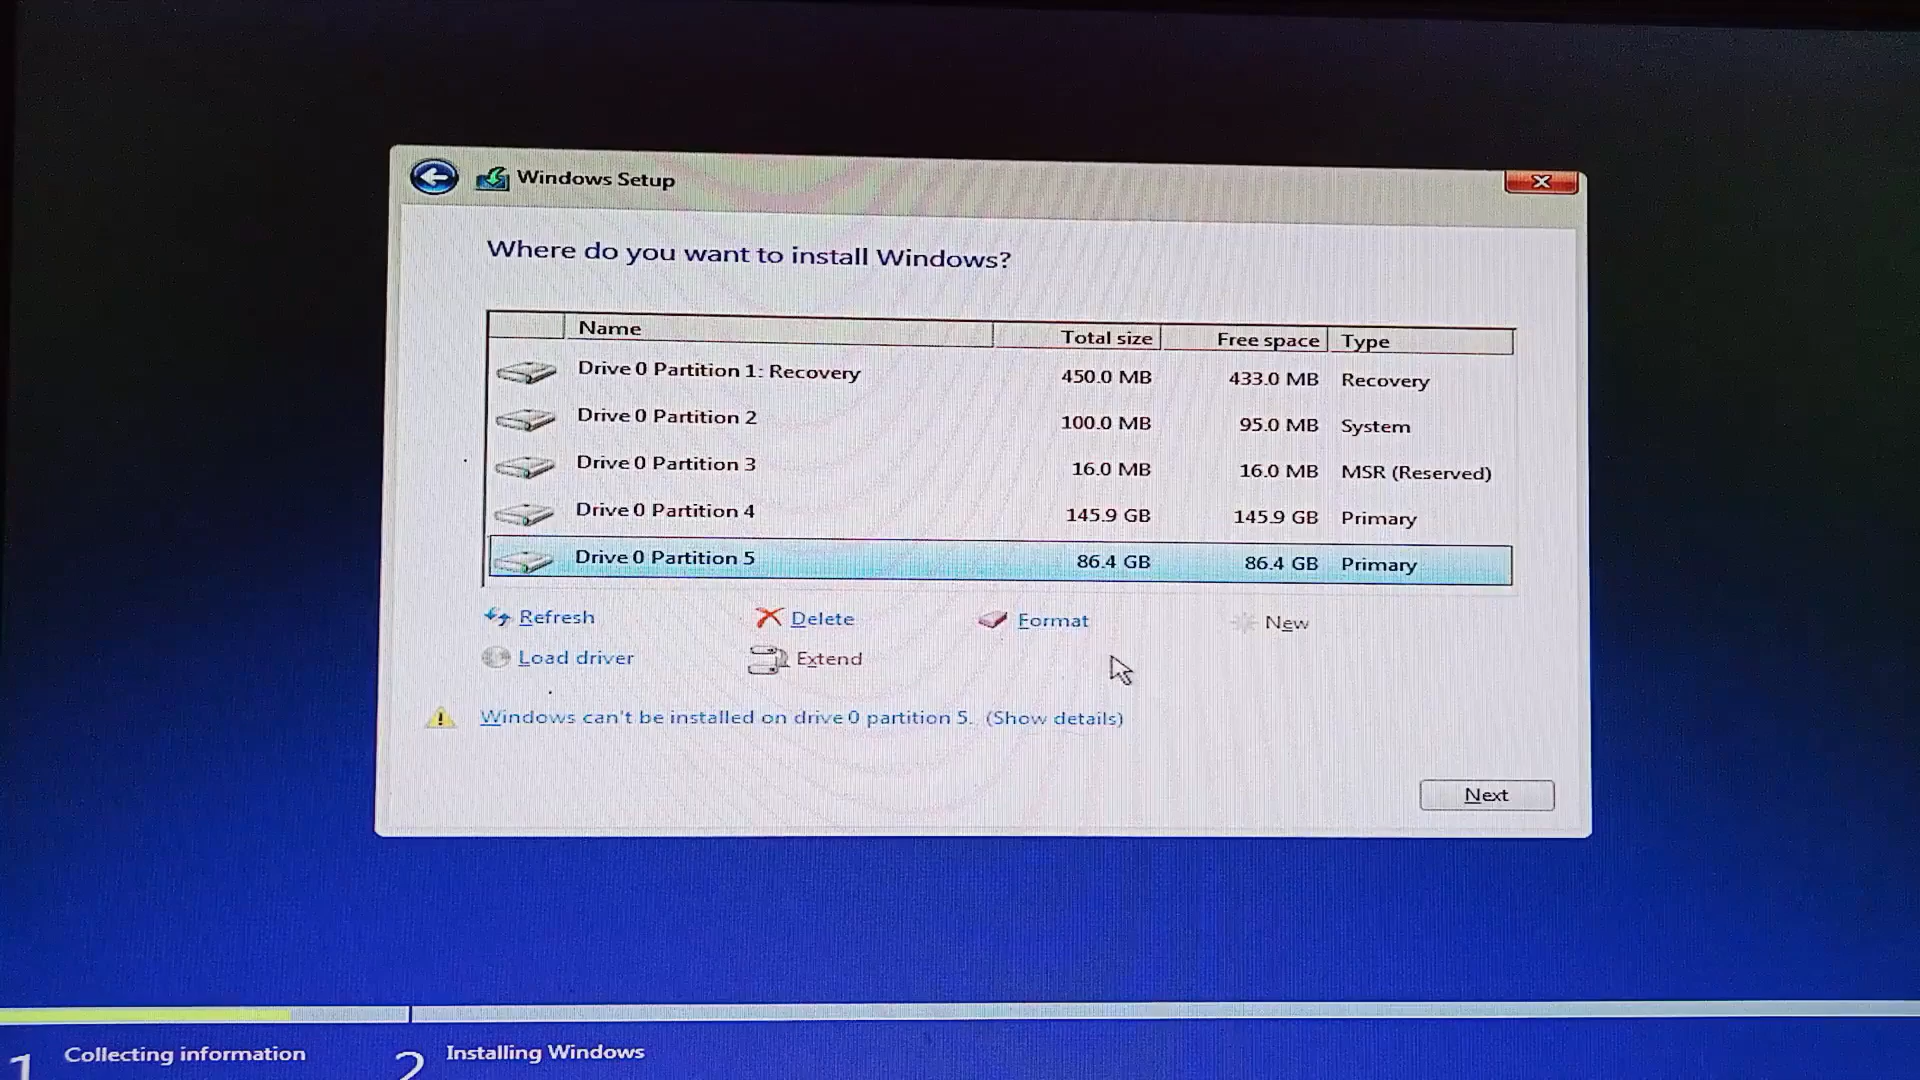 Windows Setup
Where do you want to install Windows?
Name Total size Free space Type
Drive 0 Partition 1: Recovery 450.0 MB 433.0 MB Recovery
Drive 0 Partition 2 100.0 MB 95.0 MB System
Drive 0 Partition 3 16.0 MB 16.0 MB MSR (Reserved)
Drive 0 Partition 4 145.9 GB 145.9 GB Primary
Drive 0 Partition 5 86.4 GB 86.4 GB Primary
Refresh Delete Format New
Load driver Extend
Windows can't be installed on drive 0 partition 5. (Show details)
Next
1 Collecting information 2 Installing Windows